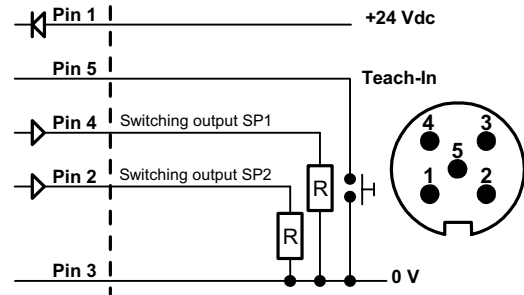 Pin 1 +24 Vdc
Pin 5 Teach-In
Pin 4 Switching output SP1
Pin 2 Switching output SP2
R
R
Pin 3 0 V
4 3
5
1 2